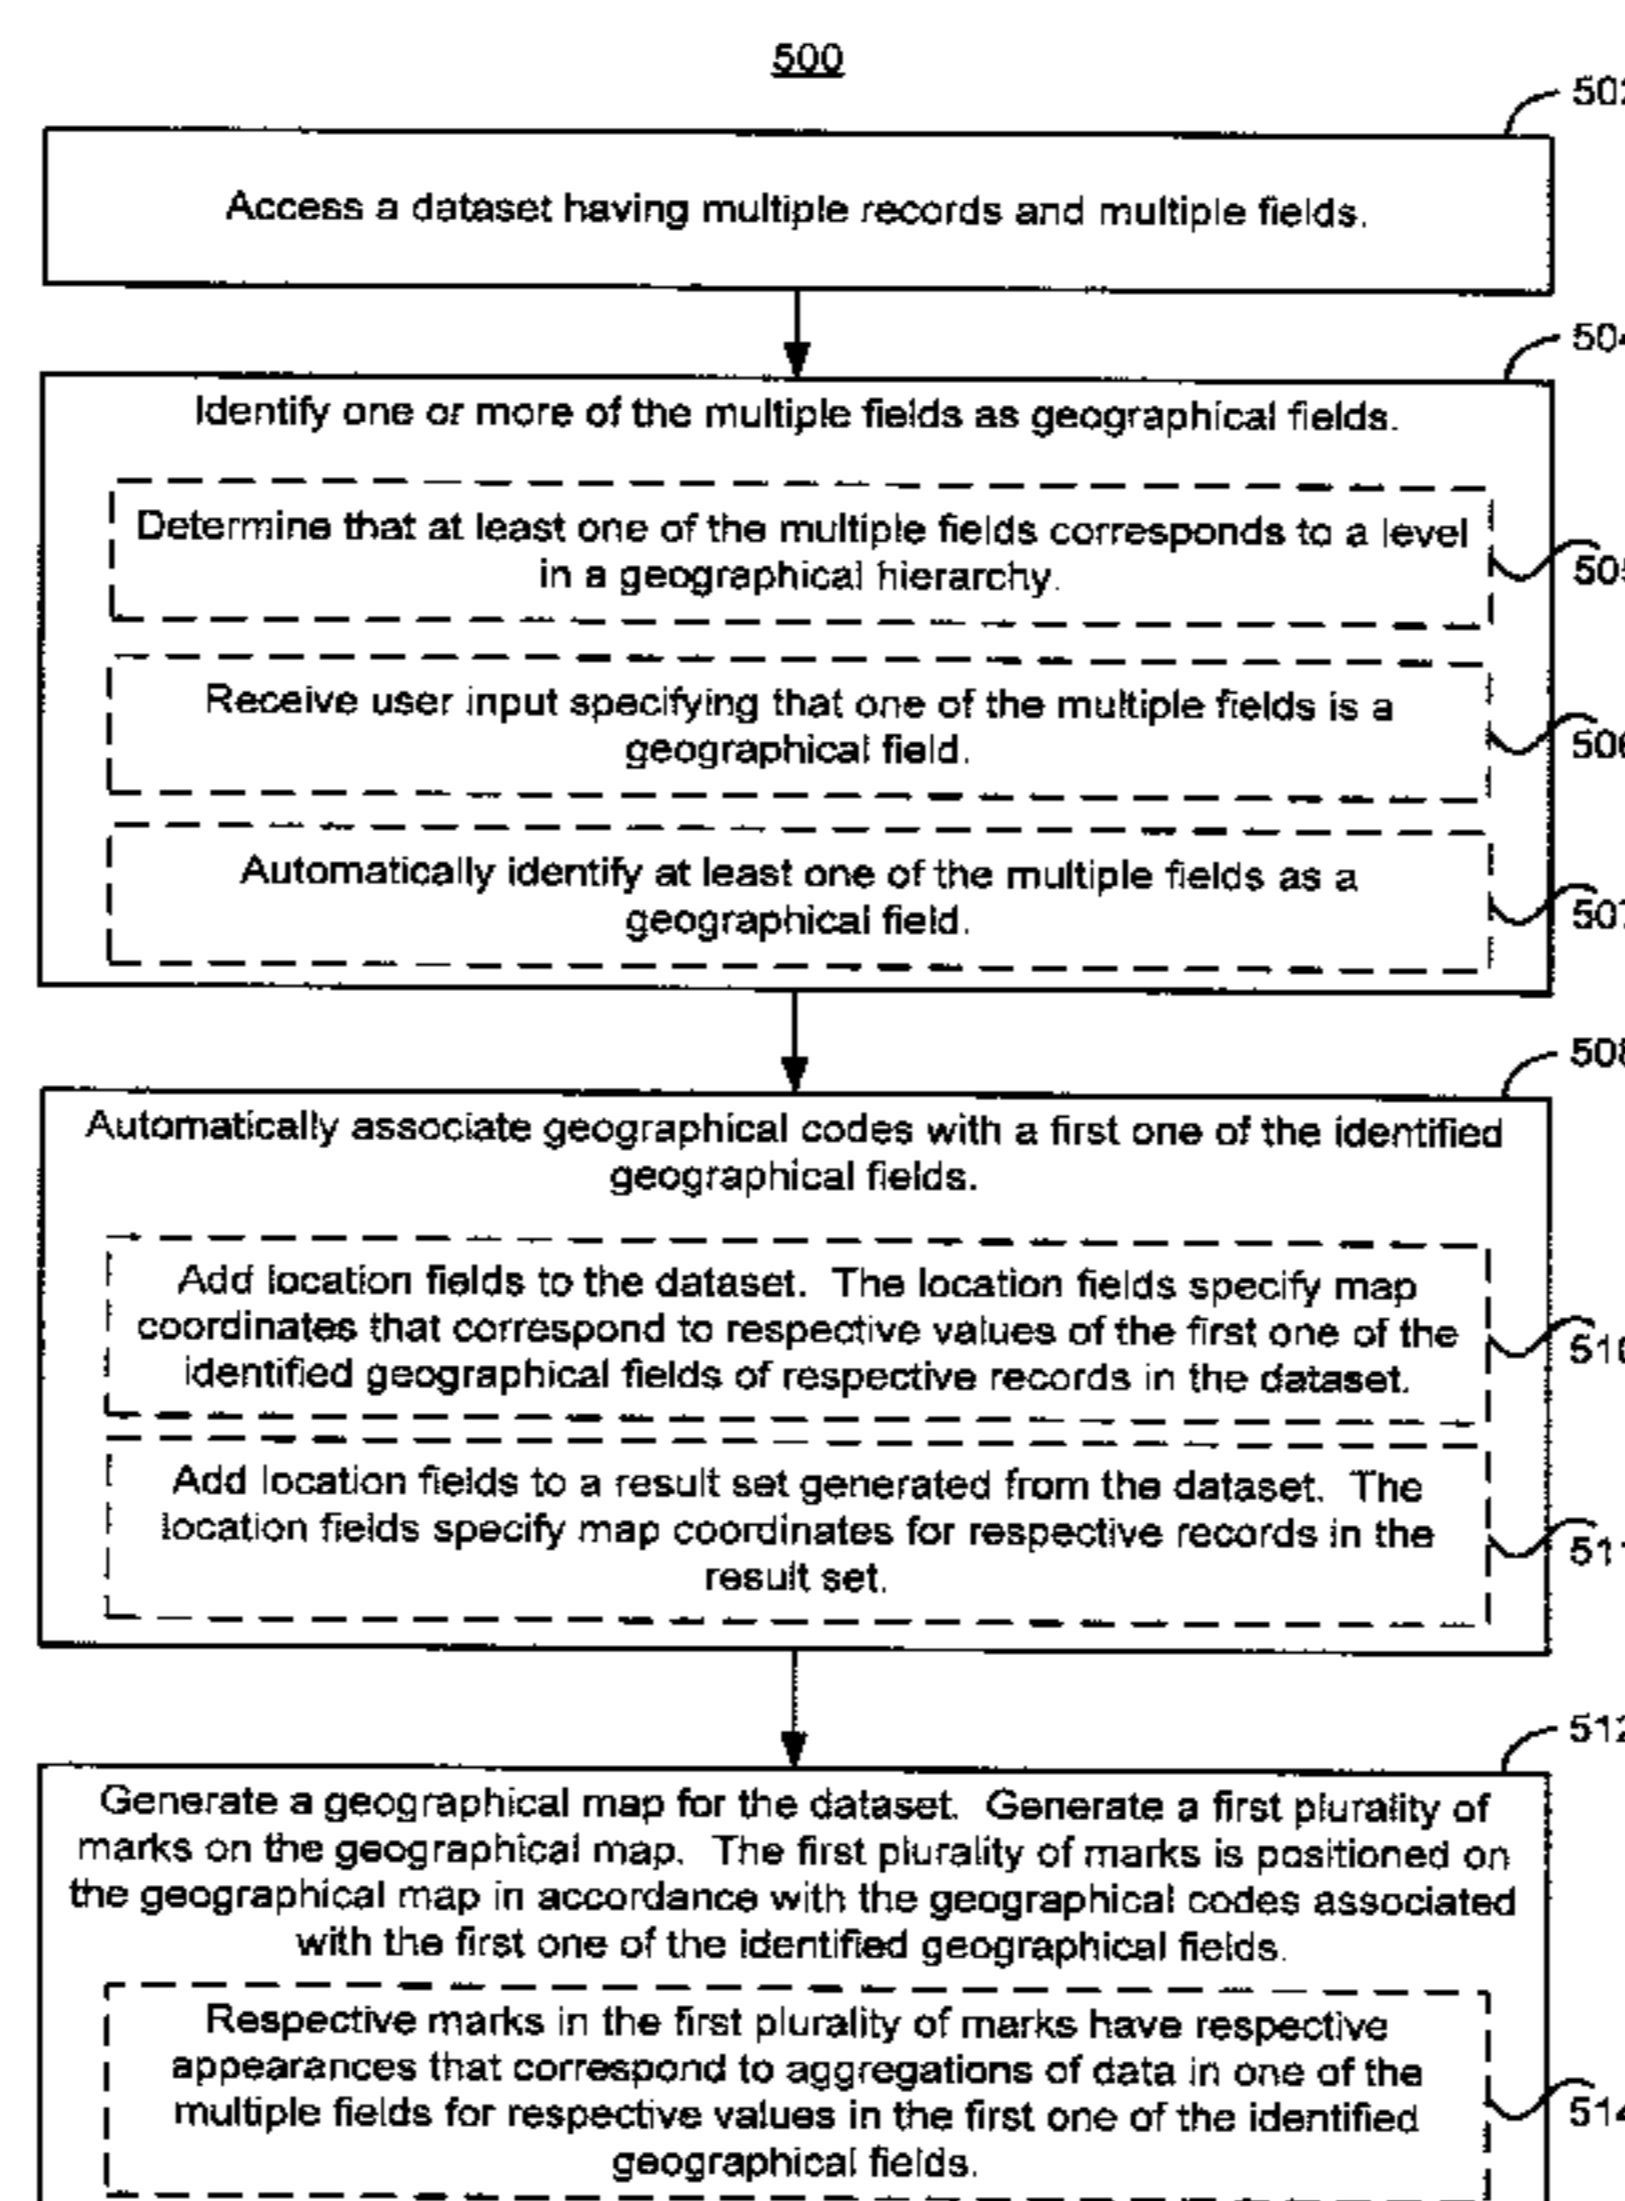 500
502
Access a dataset having multiple records and multiple fields.
504
Identify one or more of the multiple fields as geographical fields.
Determine that at least one of the multiple fields corresponds to a level
in a geographical hierarchy.
505
Receive user input specifying that one of the multiple fields is a
geographical field.
506
Automatically identify at least one of the multiple fields as a
geographical field.
507
508
Automatically associate geographical codes with a first one of the identified
geographical fields.
Add location fields to the dataset. The location fields specify map
coordinates that correspond to respective values of the first one of the
identified geographical fields of respective records in the dataset.
510
Add location fields to a result set generated from the dataset. The
location fields specify map coordinates for respective records in the
result set.
511
512
Generate a geographical map for the dataset. Generate a first plurality of
marks on the geographical map. The first plurality of marks is positioned on
the geographical map in accordance with the geographical codes associated
with the first one of the identified geographical fields.
Respective marks in the first plurality of marks have respective
appearances that correspond to aggregations of data in one of the
multiple fields for respective values in the first one of the identified
geographical fields.
514